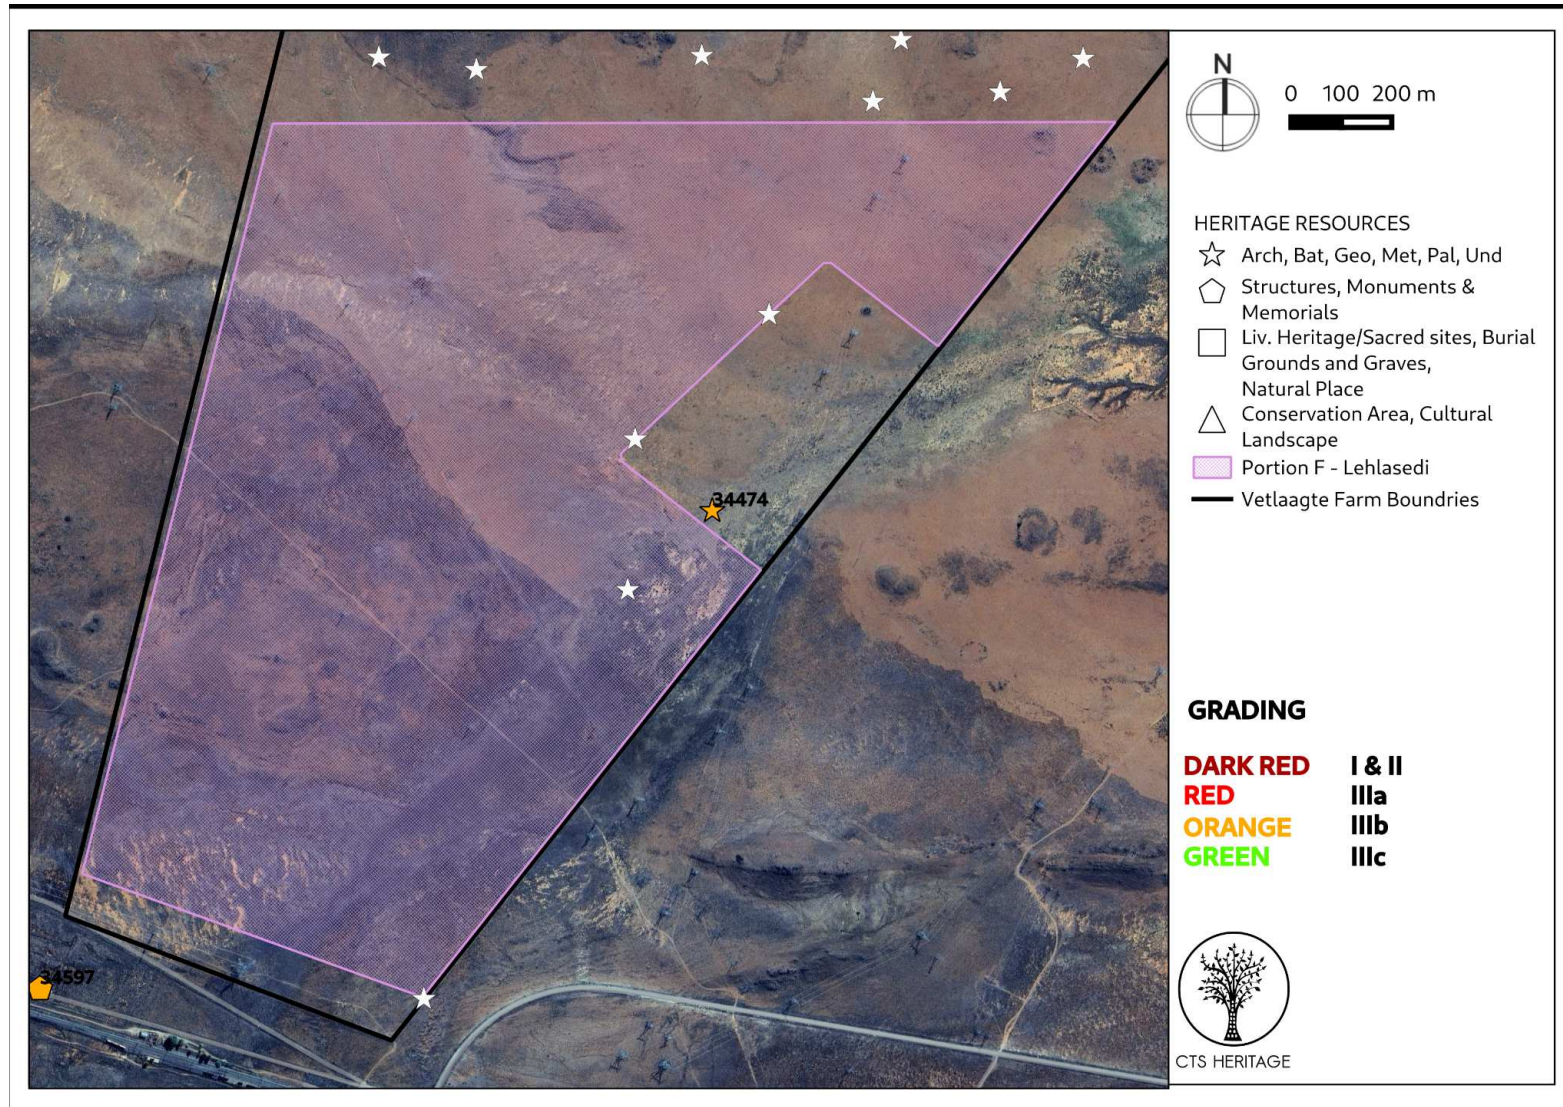 N
0 100 200 m
HERITAGE RESOURCES
Arch, Bat, Geo, Met, Pal, Und
Structures, Monuments &
Memorials
Liv. Heritage/Sacred sites, Burial
Grounds and Graves,
Natural Place
Conservation Area, Cultural
Landscape
Portion F - Lehlasedi
Vetlaagte Farm Boundries
34474
34597
GRADING
DARK RED I & II
RED IIIa
ORANGE IIIb
GREEN IIIc
CTS HERITAGE